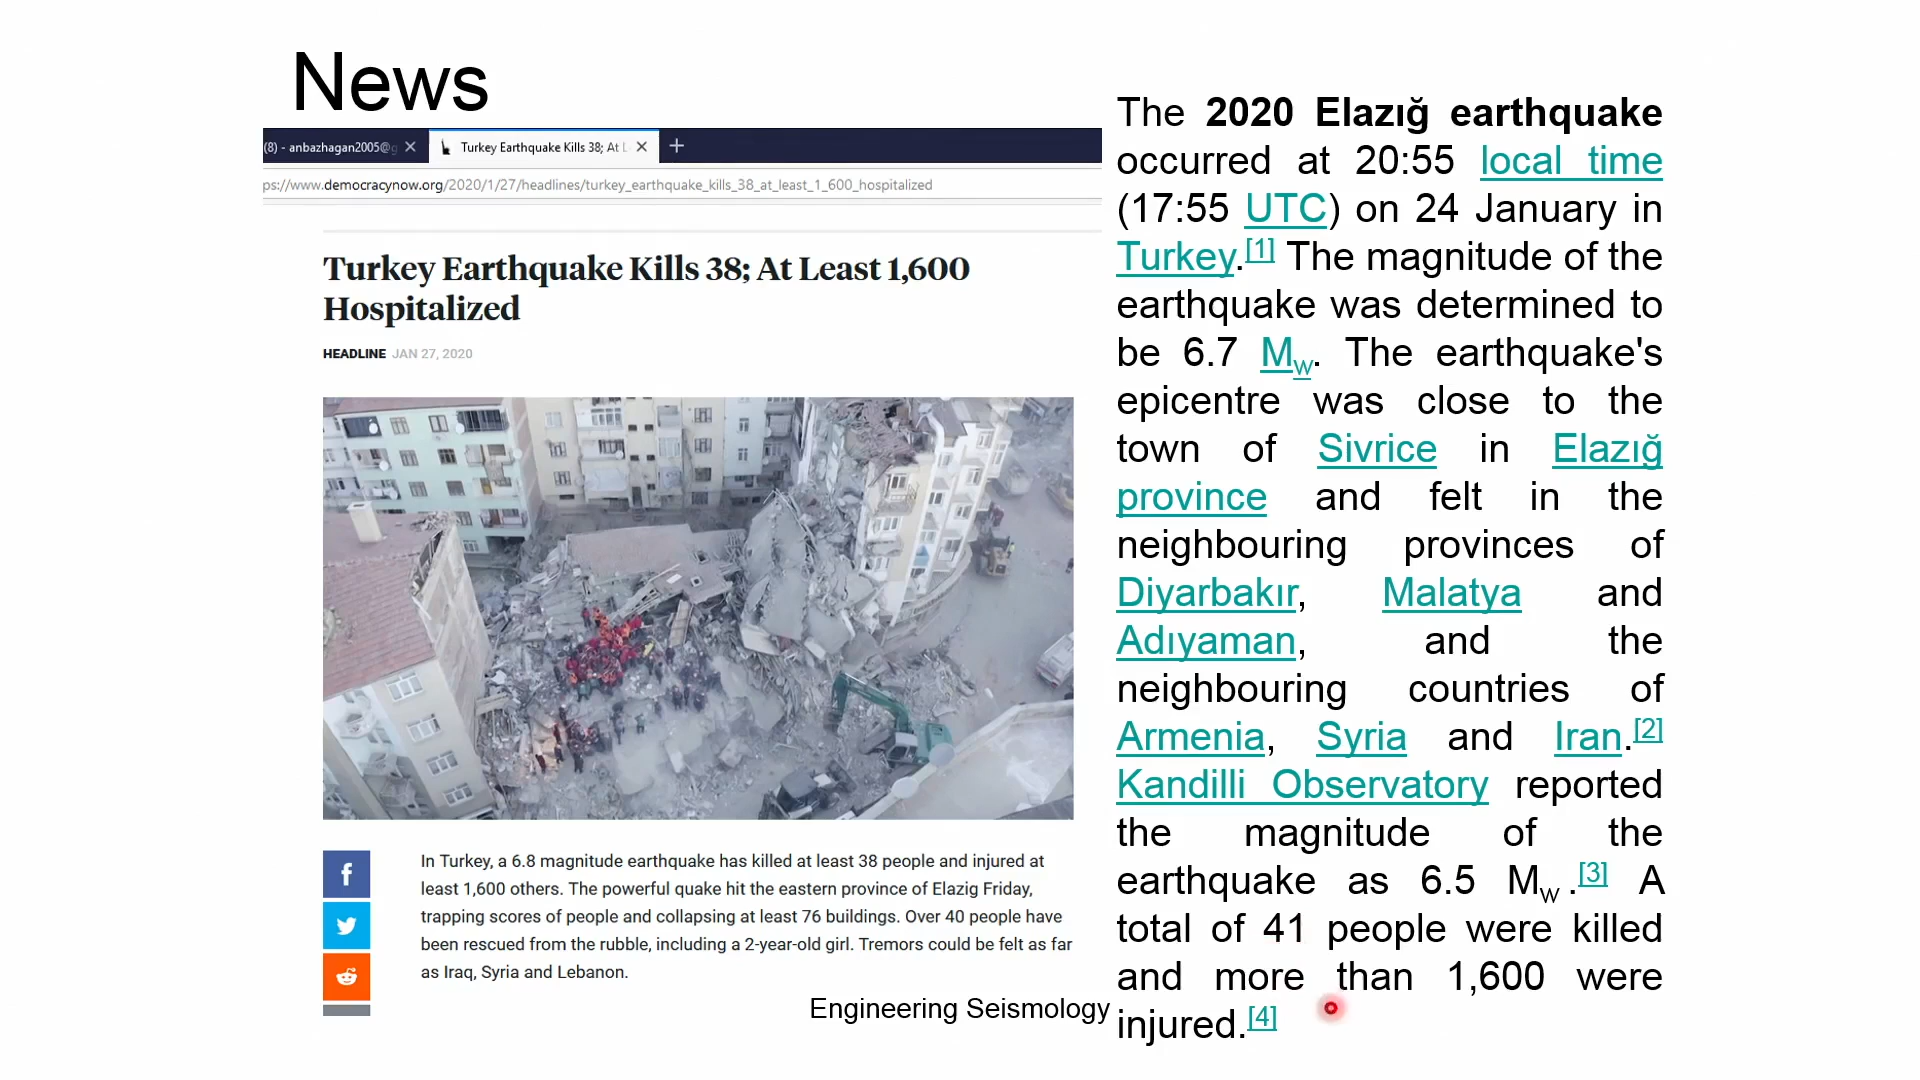 News
(8) - anbazhagan2005@g
Turkey Earthquake Kills 38; At L
ps://www.democracynow.org/2020/1/27/headlines/turkey_earthquake_kills_38_at_least_1_600_hospitalized
Turkey Earthquake Kills 38; At Least 1,600
Hospitalized
HEADLINE JAN 27, 2020
In Turkey, a 6.8 magnitude earthquake has killed at least 38 people and injured at
least 1,600 others. The powerful quake hit the eastern province of Elazig Friday,
trapping scores of people and collapsing at least 76 buildings. Over 40 people have
been rescued from the rubble, including a 2-year-old girl. Tremors could be felt as far
as Iraq, Syria and Lebanon.
Engineering Seismology
The 2020 Elazığ earthquake
occurred at 20:55 local time
(17:55 UTC) on 24 January in
Turkey.[1] The magnitude of the
earthquake was determined to
be 6.7 Mw. The earthquake's
epicentre was close to the
town of Sivrice in Elazığ
province and felt in the
neighbouring provinces of
Diyarbakır, Malatya and
Adıyaman, and the
neighbouring countries of
Armenia, Syria and Iran.[2]
Kandilli Observatory reported
the magnitude of the
earthquake as 6.5 Mw .[3] A
total of 41 people were killed
and more than 1,600 were
injured.[4]